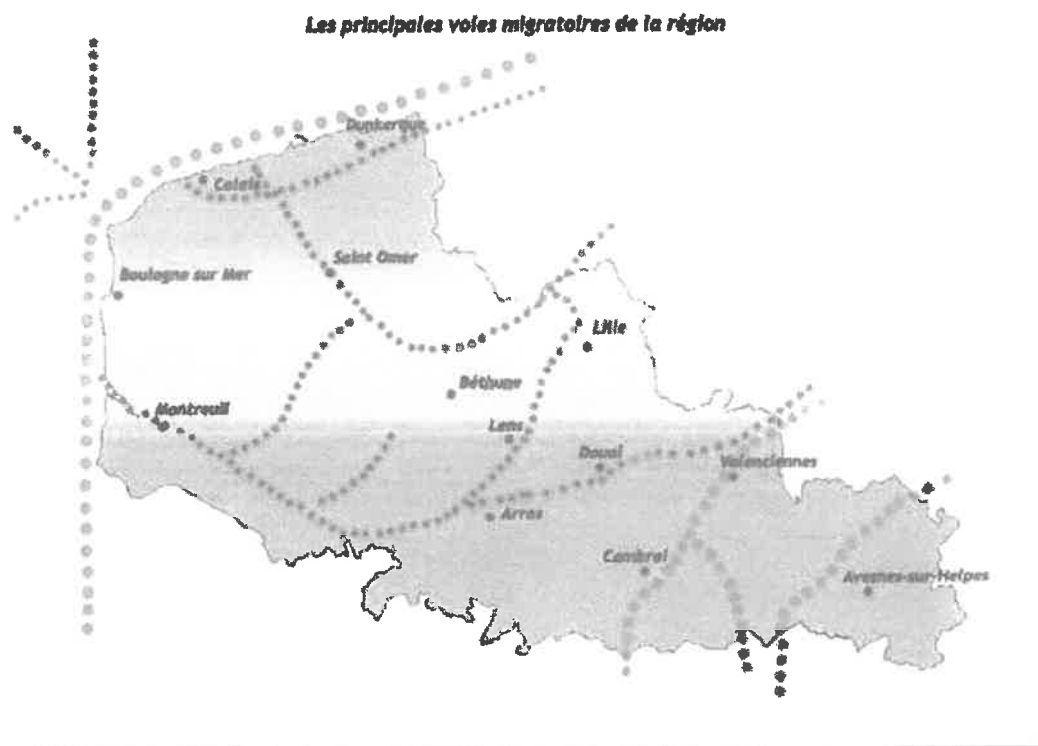 Les principales voies migratoires de la région
Dunkerque
Calais
Saint Omer
Boulogne sur Mer
Lille
Béthune
Montreuil
Lens
Douai
Valenciennes
Arras
Cambrai
Avesnes-sur-Helpes